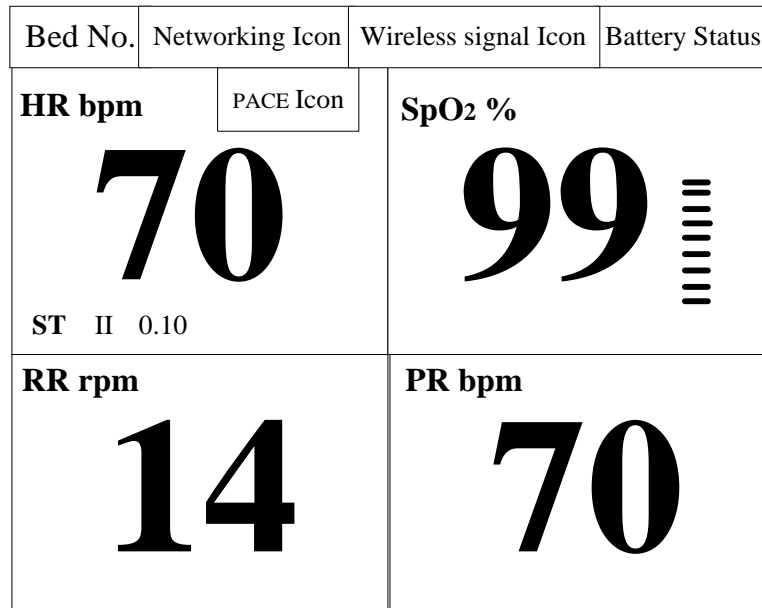 Bed No. Networking Icon Wireless signal Icon Battery Status
HR bpm PACE Icon SpO2 %
70 99
ST II 0.10
RR rpm PR bpm
14 70